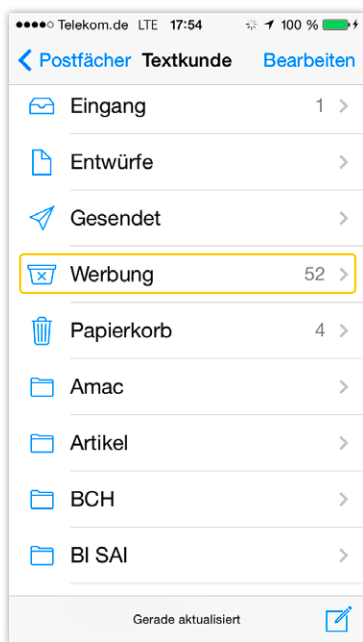 Telekom.de LTE 17:54 100 %
Postfächer Textkunde Bearbeiten
Eingang 1
Entwürfe
Gesendet
Werbung 52
Papierkorb 4
Amac
Artikel
BCH
BI SAI
Gerade aktualisiert